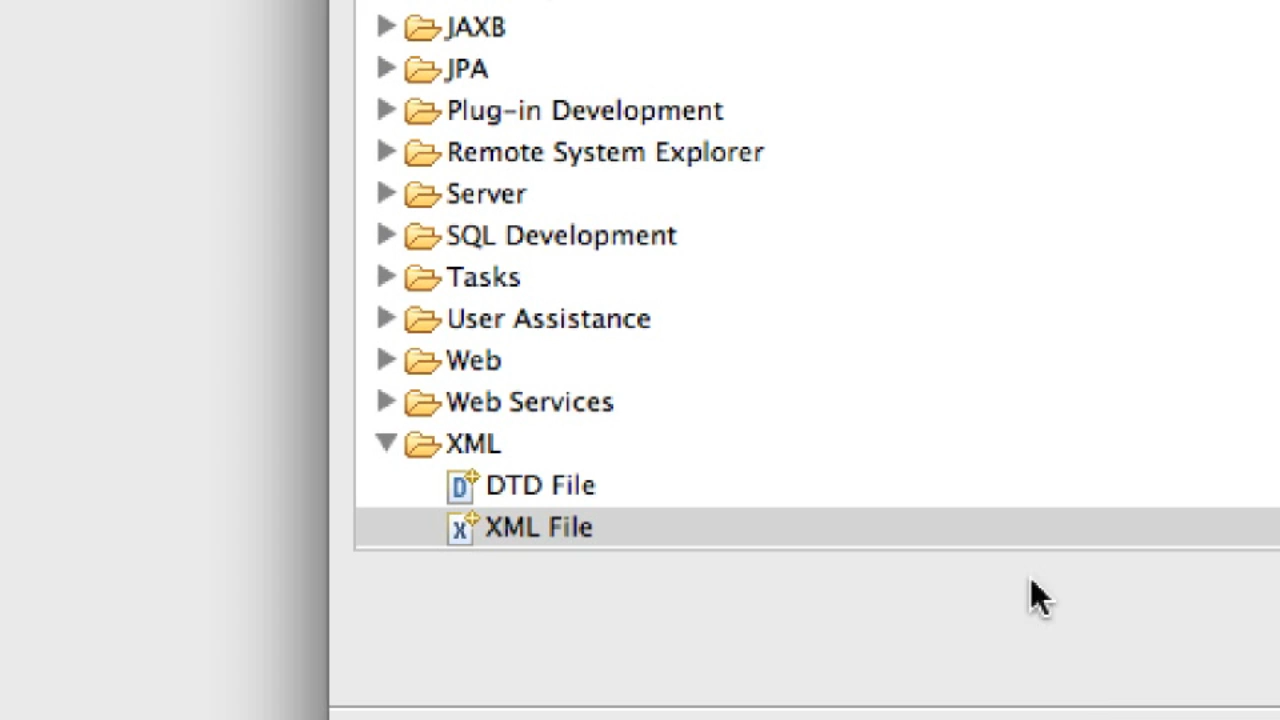 JAXB
JPA
Plug-in Development
Remote System Explorer
Server
SQL Development
Tasks
User Assistance
Web
Web Services
XML
D DTD File
X XML File